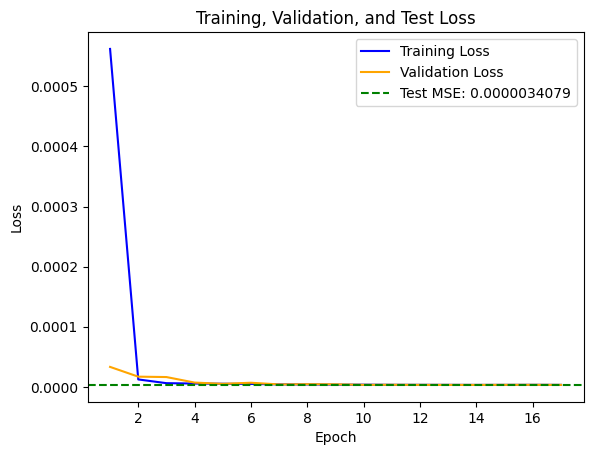 Training, Validation, and Test Loss
Training Loss
Validation Loss
Test MSE: 0.0000034079
Loss
0.0005
0.0004
0.0003
0.0002
0.0001
0.0000
2 4 6 8 10 12 14 16
Epoch